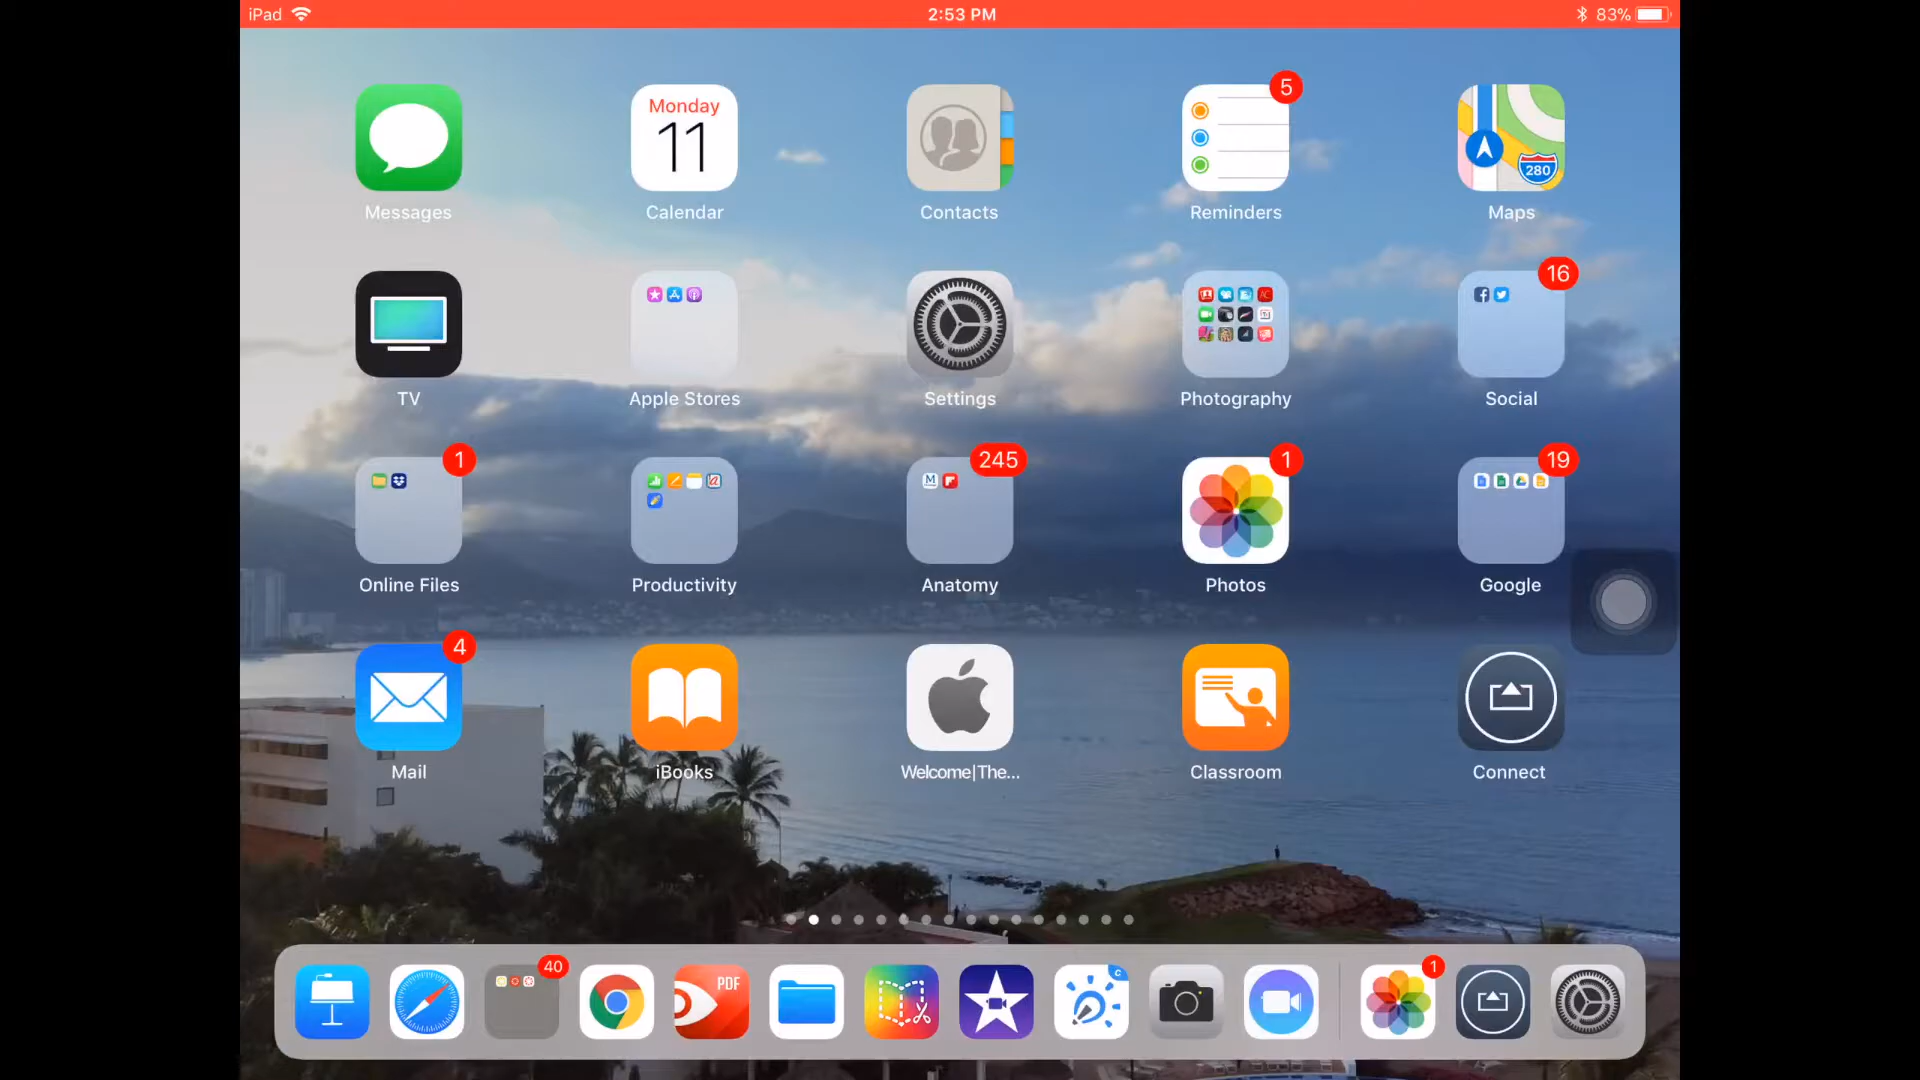 iPad
2:53 PM
83%
Monday
11
5
280
Messages
Calendar
Contacts
Reminders
Maps
16
TV
Apple Stores
Settings
Photography
Social
1
245
1
19
Online Files
Productivity
Anatomy
Photos
Google
4
Mail
iBooks
Welcome|The...
Classroom
Connect
40
PDF
c
1